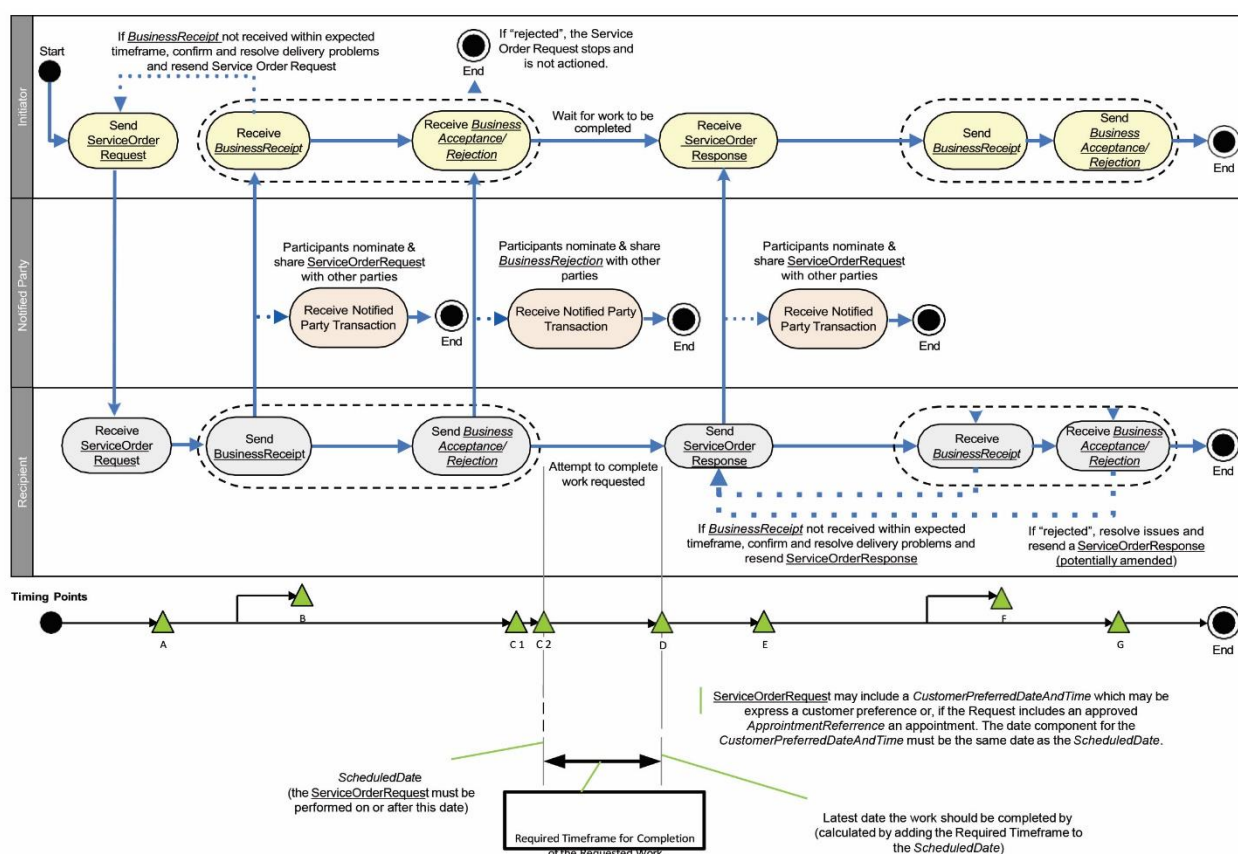 Initiator
Start
If BusinessReceipt not received within expected
timeframe, confirm and resolve delivery problems
and resend Service Order Request
End
If "rejected", the Service
Order Request stops and
is not actioned.
Send
ServiceOrder
Request
Receive
BusinessReceipt
Receive Business
Acceptance/
Rejection
Wait for work to be
completed
Receive
ServiceOrder
Response
Send
BusinessReceipt
Send
Business
Acceptance/
Rejection
End
Notified Party
Participants nominate &
share ServiceOrderRequest
with other parties
Receive Notified
Party Transaction
End
Participants nominate & share
BusinessRejection with other
parties
Receive Notified Party
Transaction
End
Participants nominate &
share ServiceOrderRequest
with other parties
Receive Notified
Party Transaction
End
Recipient
Receive
ServiceOrder
Request
Send
BusinessReceipt
Send Business
Acceptance/
Rejection
Attempt to complete
work requested
Send
ServiceOrder
Response
Receive
BusinessReceipt
Receive Business
Acceptance/
Rejection
End
If BusinessReceipt not received within expected
timeframe, confirm and resolve delivery problems and
resend ServiceOrderResponse
If "rejected", resolve issues and
resend a ServiceOrderResponse
(potentially amended)
Timing Points
A
B
C 1
C 2
D
E
F
G
End
ServiceOrderRequest may include a CustomerPreferredDateAndTime which may be
express a customer preference or, if the Request includes an approved
AppointmentReferrence an appointment. The date component for the
CustomerPreferredDateAndTime must be the same date as the ScheduledDate.
ScheduledDate
(the ServiceOrderRequest must be
performed on or after this date)
Required Timeframe for Completion
of the Requested Work
Latest date the work should be completed by
(calculated by adding the Required Timeframe to
the ScheduledDate)